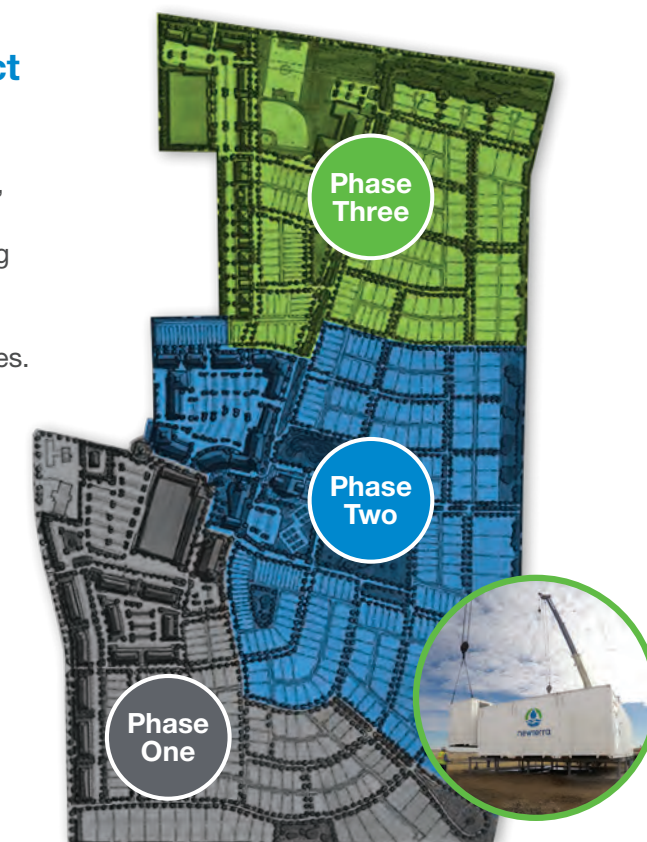 ct
,
g
es.
Phase
Three
Phase
Two
newterra
Phase
One